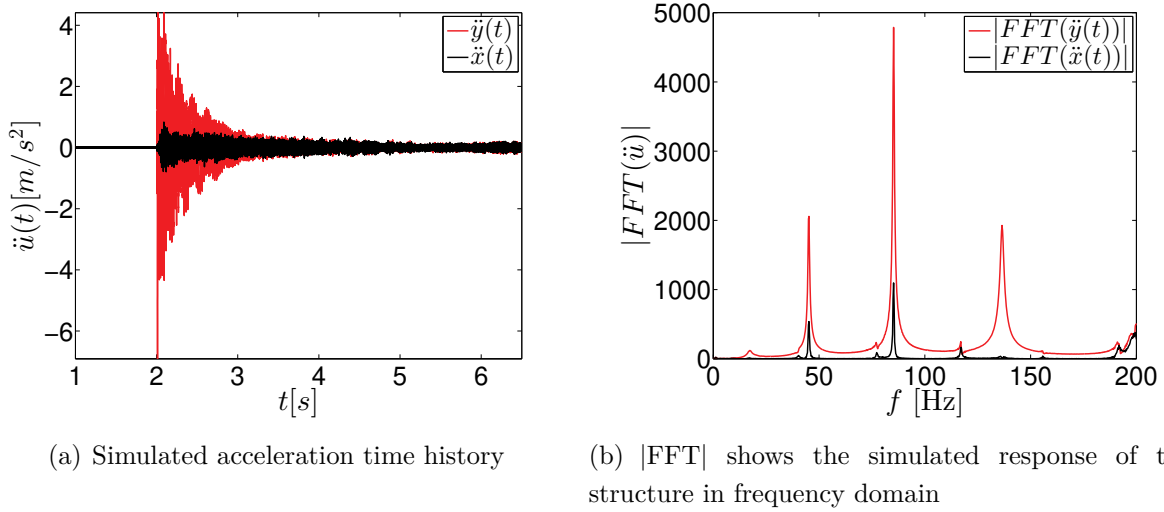 4
2
0
−2
−4
−6
1
2
3
4
5
6
ü(t)[m/s²]
t[s]
ÿ(t)
ẍ(t)
5000
4000
3000
2000
1000
0
0
50
100
150
200
|FFT(ü)|
f [Hz]
|FFT(ÿ(t))|
|FFT(ẍ(t))|
(a) Simulated acceleration time history
(b) |FFT| shows the simulated response of t
structure in frequency domain